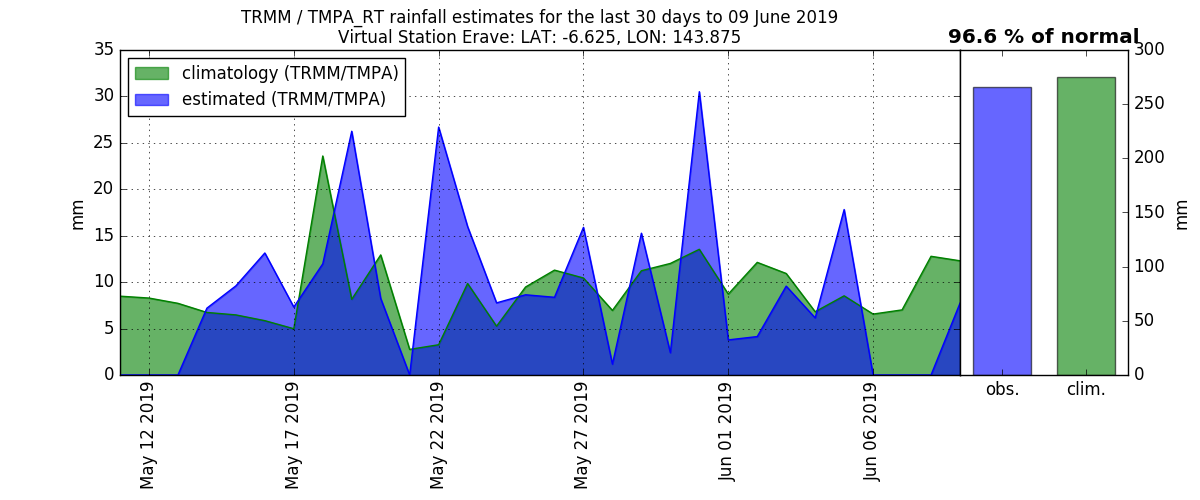 TRMM / TMPA_RT rainfall estimates for the last 30 days to 09 June 2019
Virtual Station Erave: LAT: -6.625, LON: 143.875
96.6 % of normal
climatology (TRMM/TMPA)
estimated (TRMM/TMPA)
35
30
25
20
15
10
5
0
mm
May 12 2019
May 17 2019
May 22 2019
May 27 2019
Jun 01 2019
Jun 06 2019
obs.
clim.
300
250
200
150
100
50
0
mm